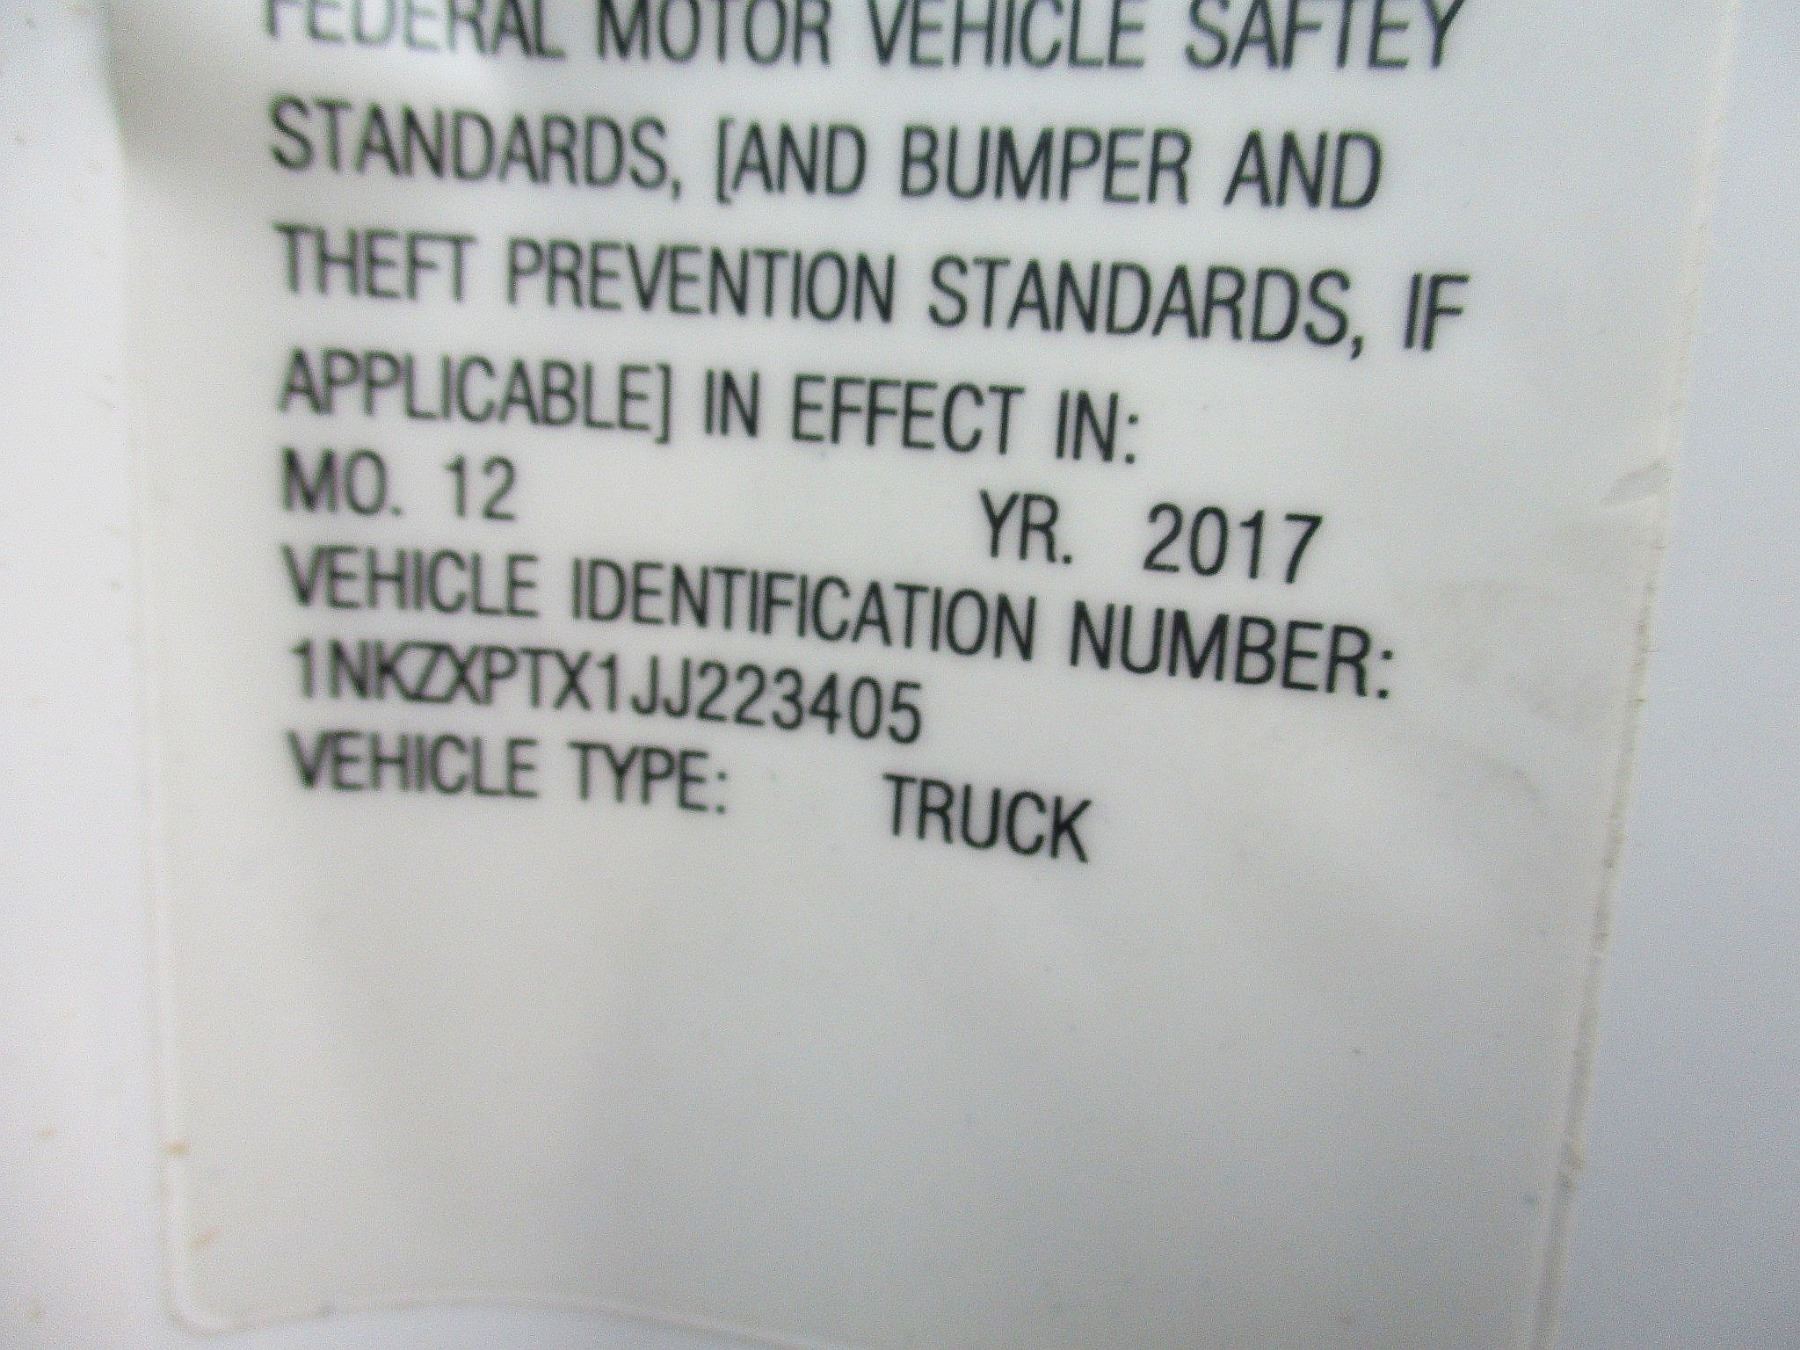 FEDERAL MOTOR VEHICLE SAFTEY
STANDARDS, [AND BUMPER AND
THEFT PREVENTION STANDARDS, IF
APPLICABLE] IN EFFECT IN:
MO. 12 YR. 2017
VEHICLE IDENTIFICATION NUMBER:
1NKZXPTX1JJ223405
VEHICLE TYPE: TRUCK